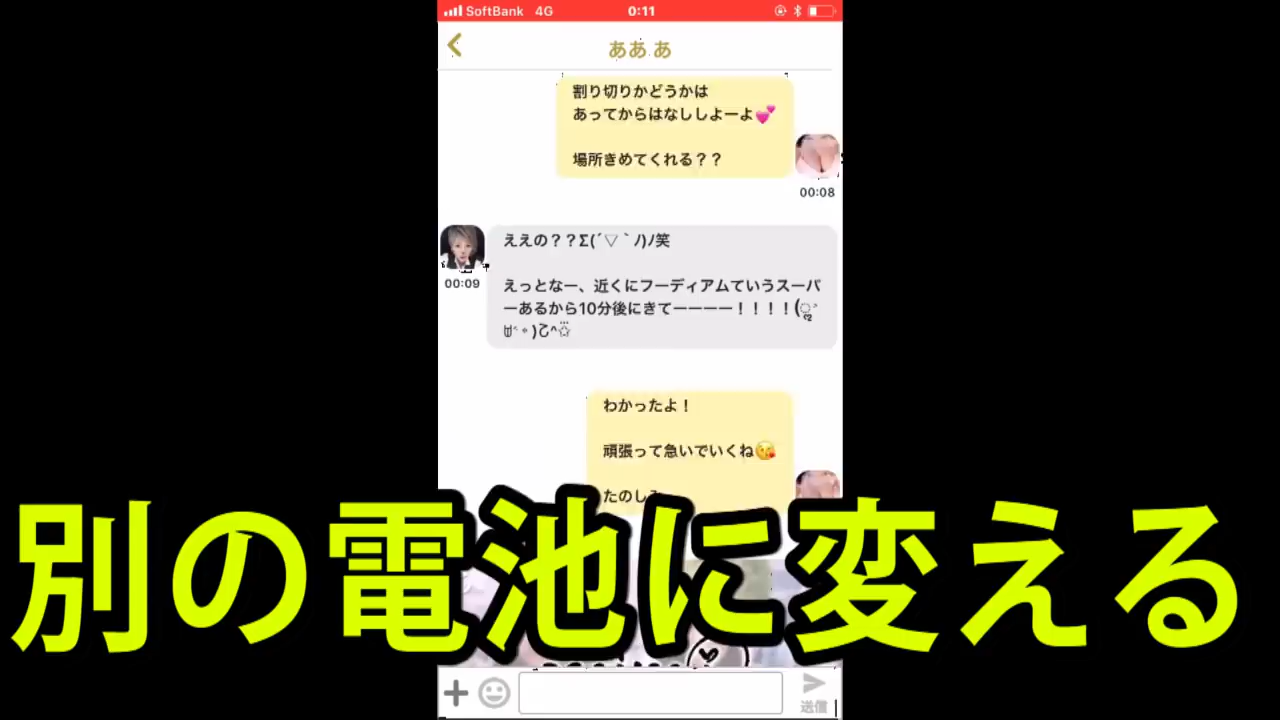 SoftBank 4G 0:11
ああ あ
割り切りかどうかは
あってからはなししよーよ💕
場所きめてくれる？？
00:08
ええの？？Σ(´▽｀ﾉ)ﾉ笑
00:09
えっとなー、近くにフーディアムていうスーパ
ーあるから10分後にきてーーーー！！！！
わかったよ！
頑張って急いでいくね😘
たのしみ
別の電池に変える
送信